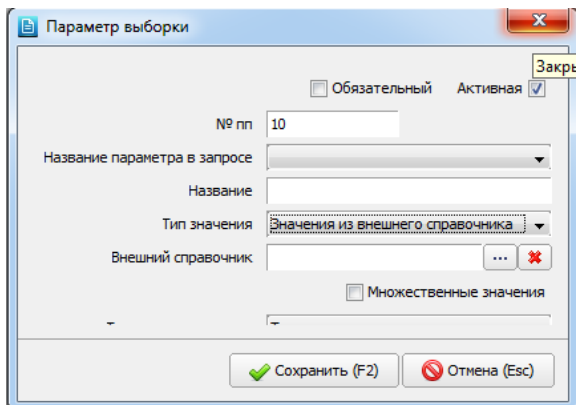 Параметр выборки
Закры
Обязательный Активная
№ пп 10
Название параметра в запросе
Название
Тип значения Значения из внешнего справочника
Внешний справочник ...
Множественные значения
Сохранить (F2) Отмена (Esc)